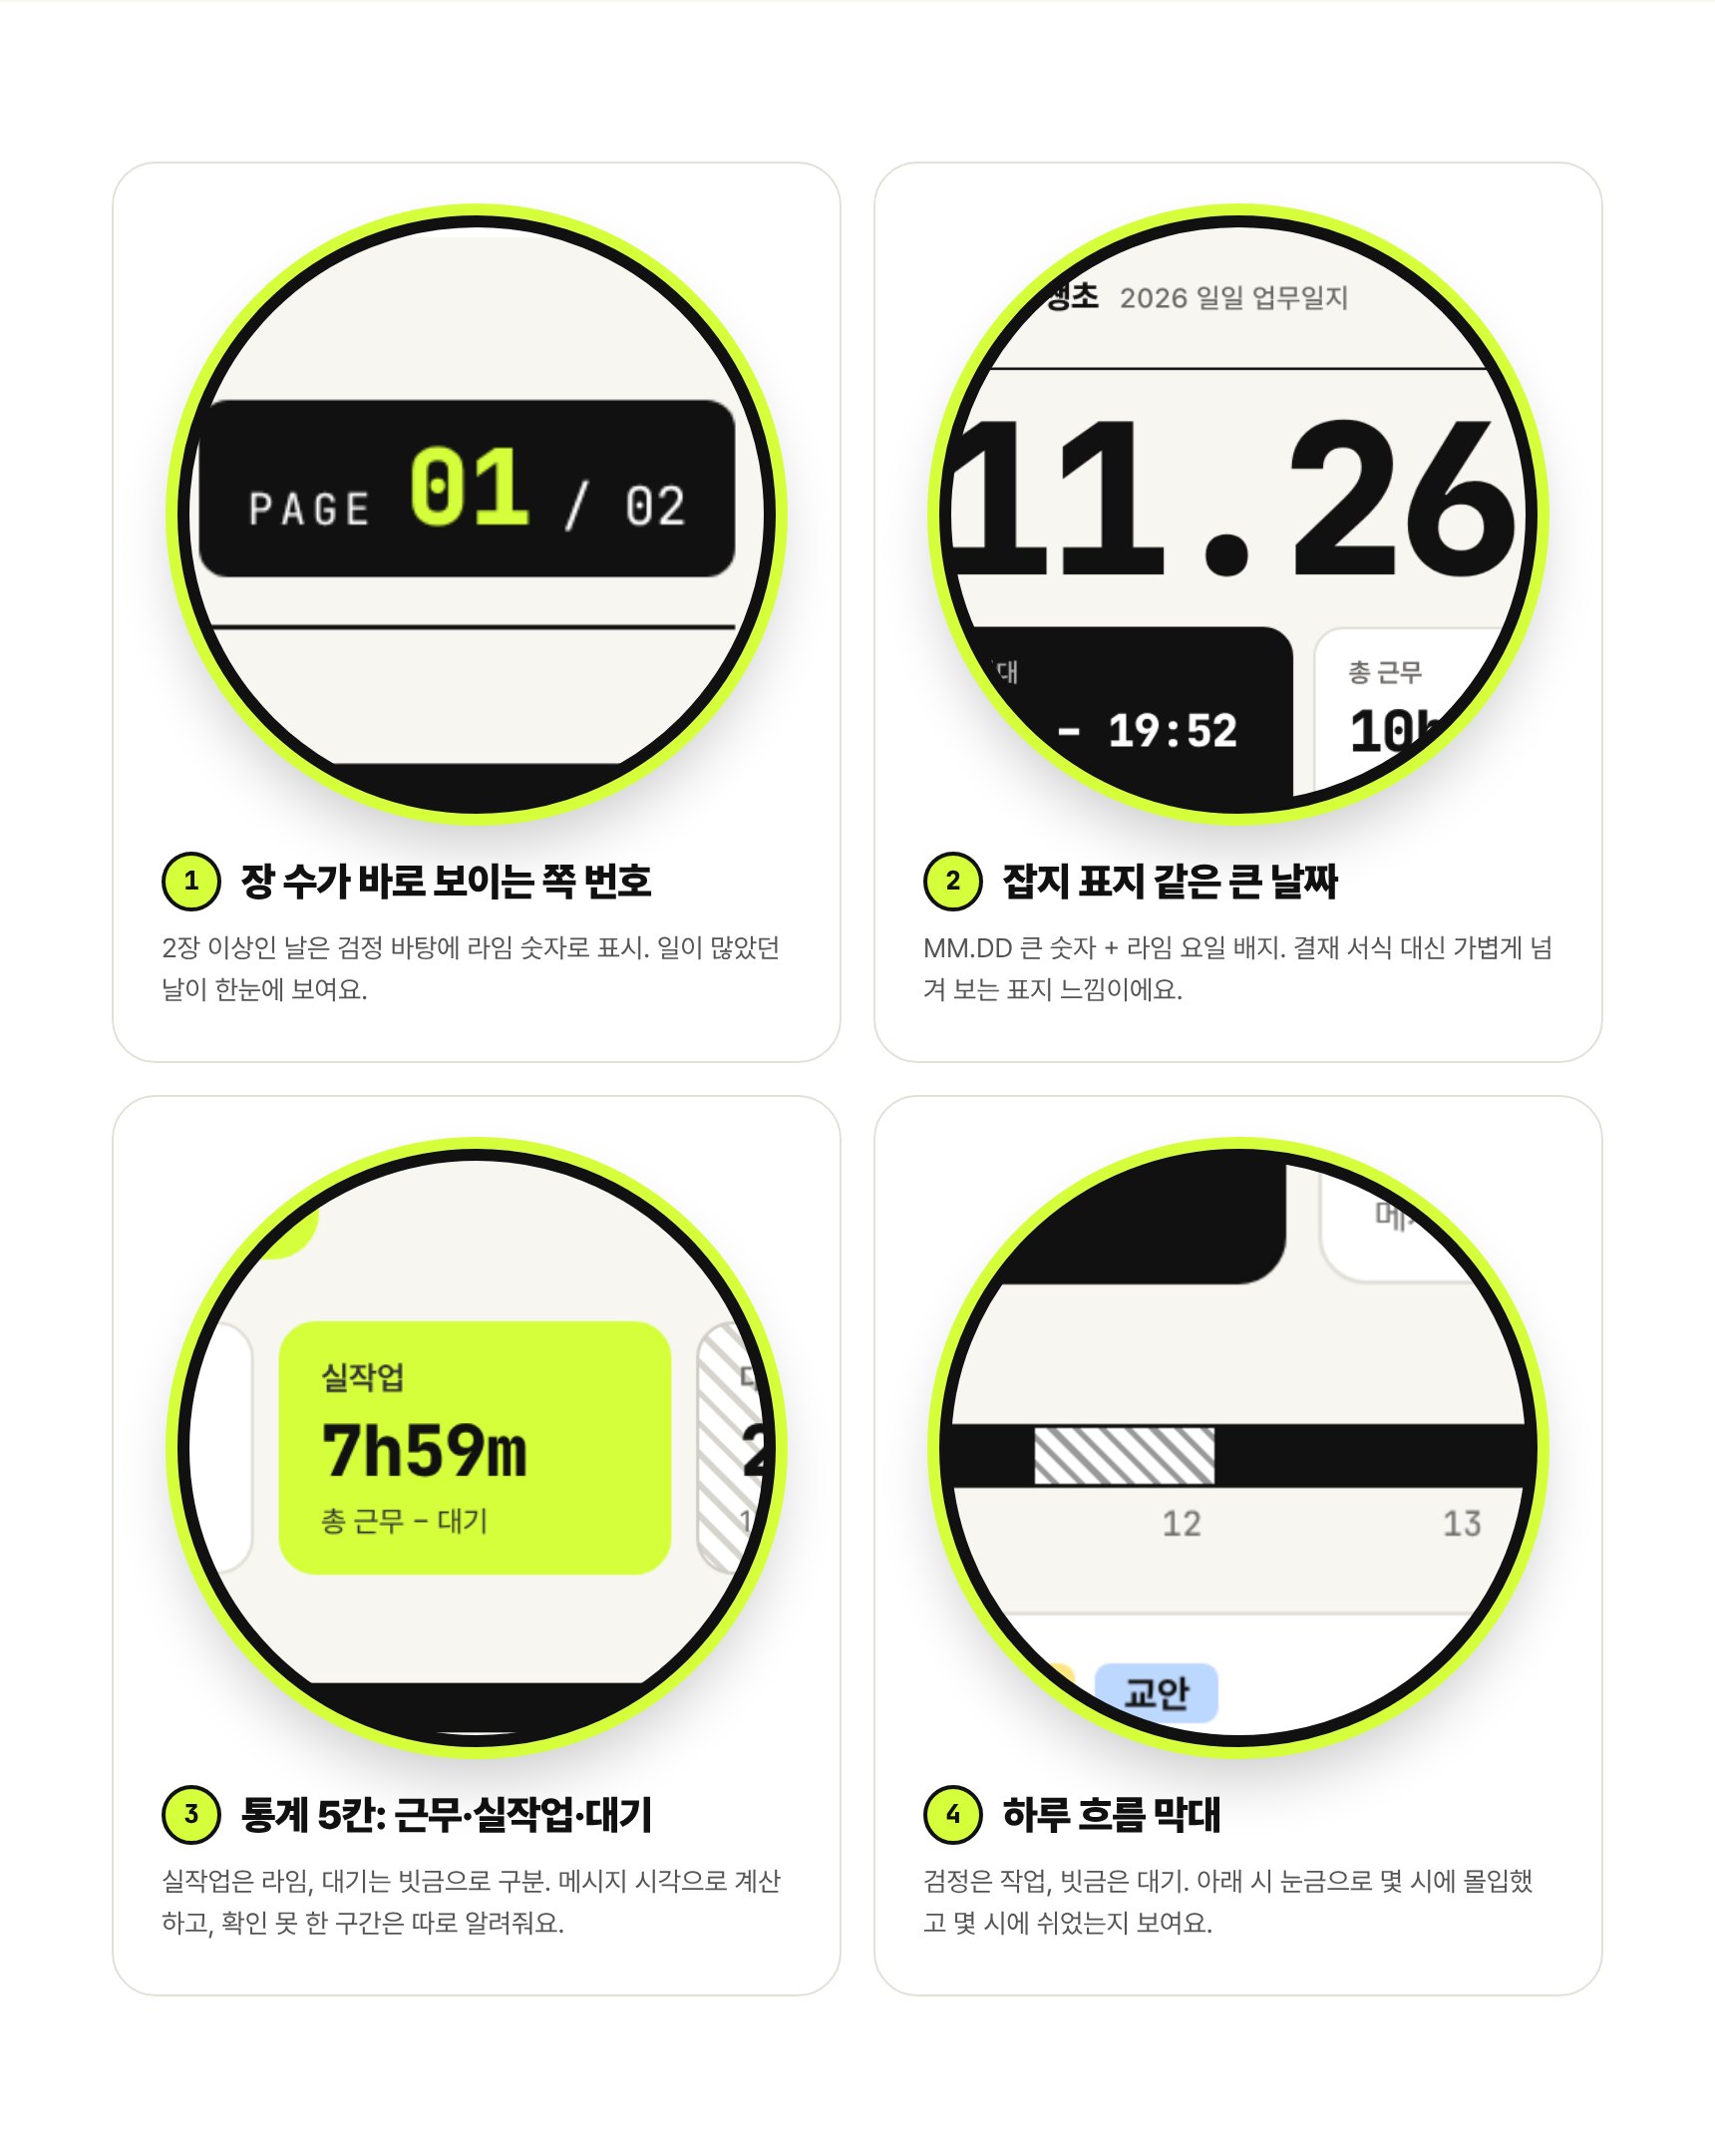 PAGE 01 / 02
1 장 수가 바로 보이는 쪽 번호
2장 이상인 날은 검정 바탕에 라임 숫자로 표시. 일이 많았던
날이 한눈에 보여요.
2026 일일 업무일지
11.26
총 근무
- 19:52
2 잡지 표지 같은 큰 날짜
MM.DD 큰 숫자 + 라임 요일 배지. 결재 서식 대신 가볍게 넘
겨 보는 표지 느낌이에요.
실작업
7h59m
총 근무 − 대기
3 통계 5칸: 근무·실작업·대기
실작업은 라임, 대기는 빗금으로 구분. 메시지 시각으로 계산
하고, 확인 못 한 구간은 따로 알려줘요.
12 13
교안
4 하루 흐름 막대
검정은 작업, 빗금은 대기. 아래 시 눈금으로 몇 시에 몰입했
고 몇 시에 쉬었는지 보여요.